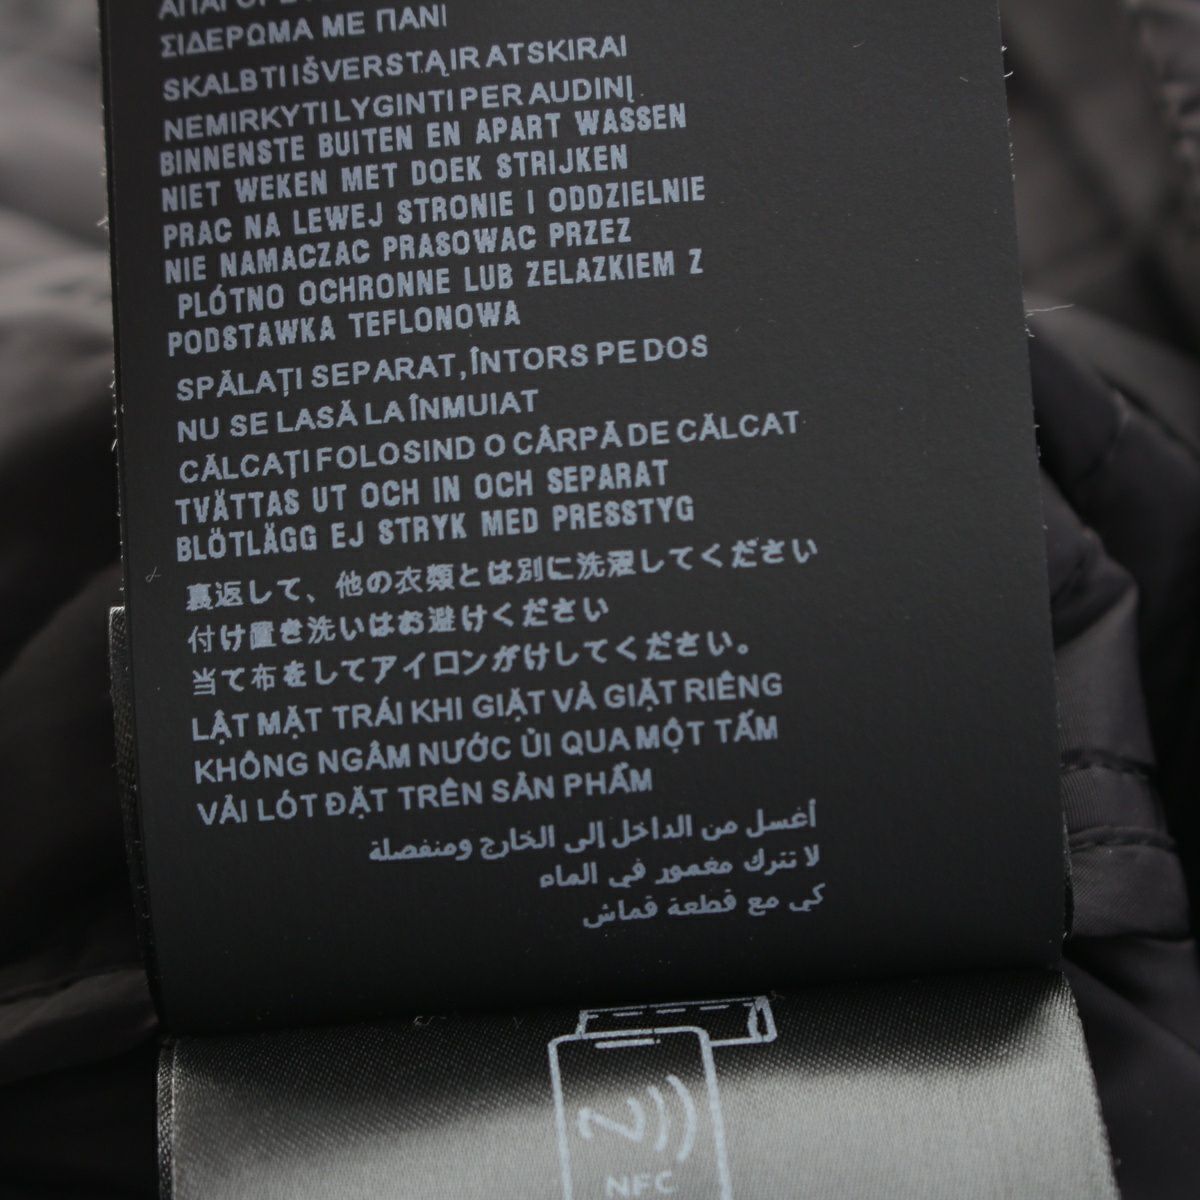 ΣΙΔΕΡΩΜΑ ΜΕ ΠΑΝΙ
SKALBTI IŠVERSTĄ IR ATSKIRAI
NEMIRKYTI LYGINTI PER AUDINĮ.
BINNENSTE BUITEN EN APART WASSEN
NIET WEKEN MET DOEK STRIJKEN
PRAC NA LEWEJ STRONIE I ODDZIELNIE
NIE NAMACZAC PRASOWAC PRZEZ
PLÓTNO OCHRONNE LUB ZELAZKIEM Z
PODSTAWKA TEFLONOWA
SPĂLAȚI SEPARAT, ÎNTORS PE DOS
NU SE LASĂ LA ÎNMUIAT
CĂLCAȚI FOLOSIND O CÂRPĂ DE CĂLCAT
TVÄTTAS UT OCH IN OCH SEPARAT
BLÖTLÄGG EJ STRYK MED PRESSTYG
裏返して、他の衣類とは別に洗濯してください
付け置き洗いはお避けください
当て布をしてアイロンがけしてください。
LẬT MẶT TRÁI KHI GIẶT VÀ GIẶT RIÊNG
KHÔNG NGÂM NƯỚC ỦI QUA MỘT TẤM
VẢI LÓT ĐẶT TRÊN SẢN PHẨM
أغسل من الداخل إلى الخارج ومنفصلة
لا تترك مغمور في الماء
كي مع قطعة قماش
NFC